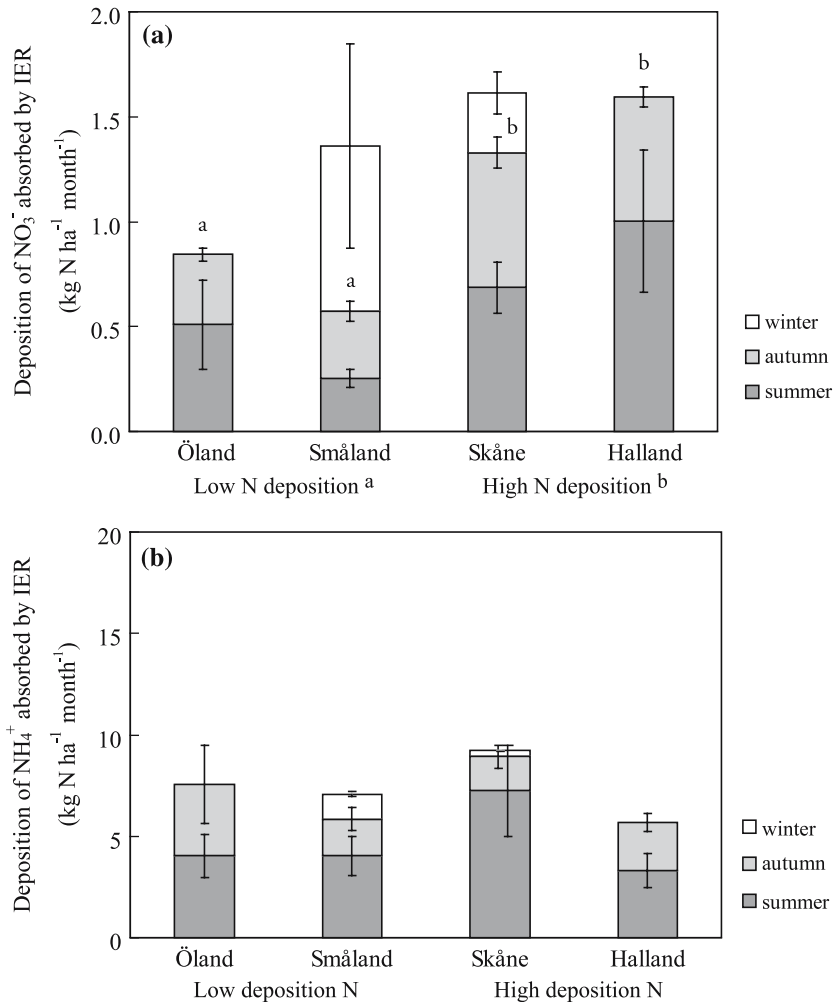 (a)
Deposition of NO₃⁻ absorbed by IER
(kg N ha⁻¹ month⁻¹)
2.0
1.5
1.0
0.5
0.0
a
a
b
b
winter
autumn
summer
Öland Småland Skåne Halland
Low N deposition ᵃ High N deposition ᵇ
(b)
Deposition of NH₄⁺ absorbed by IER
(kg N ha⁻¹ month⁻¹)
20
15
10
5
0
winter
autumn
summer
Öland Småland Skåne Halland
Low deposition N High deposition N